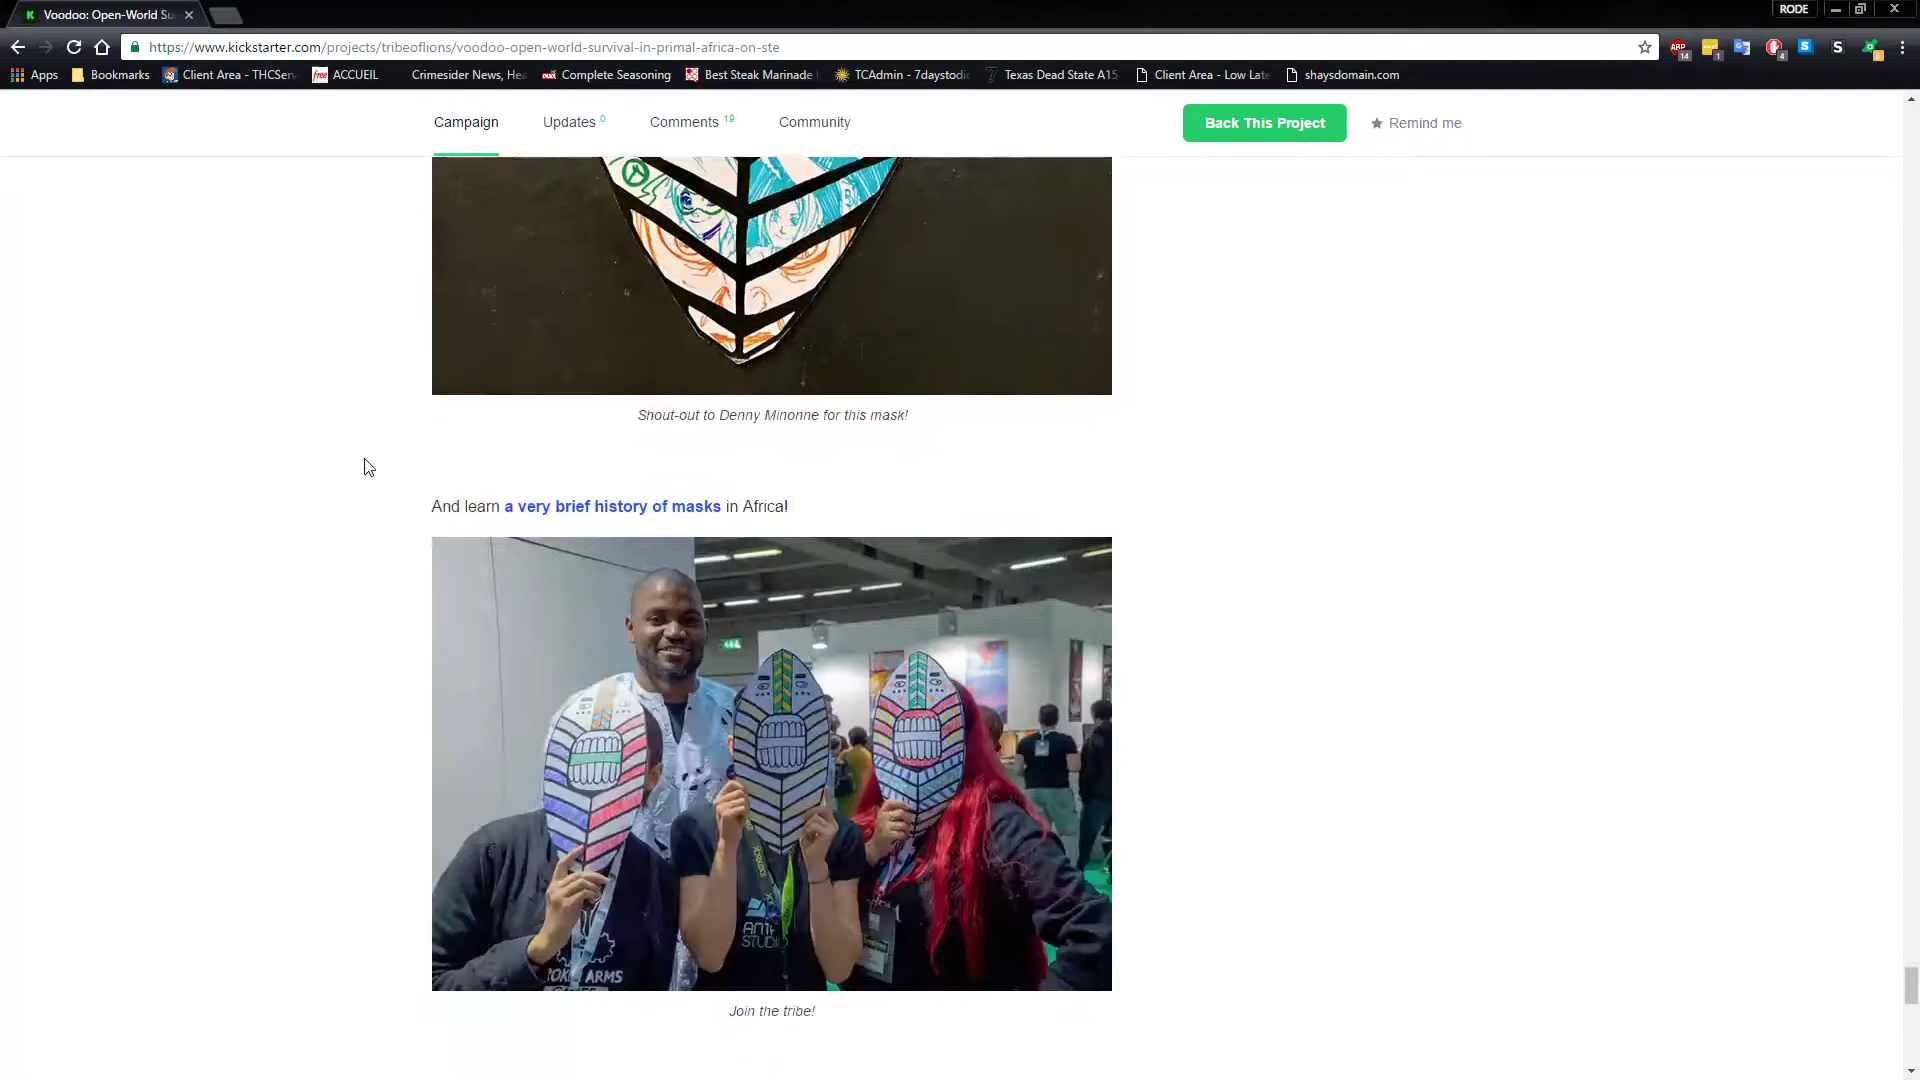 Voodoo: Open-World Su
RODE
https://www.kickstarter.com/projects/tribeoflions/voodoo-open-world-survival-in-primal-africa-on-ste
Apps
Bookmarks
Client Area - THCServ
free ACCUEIL
Crimesider News, Hea
Complete Seasoning
Best Steak Marinade
TCAdmin - 7daystodie
Texas Dead State A15
Client Area - Low Late
shaysdomain.com
Campaign
Updates 0
Comments 19
Community
Back This Project
Remind me
Shout-out to Denny Minonne for this mask!
And learn a very brief history of masks in Africa!
ARMS
STUDIO
Join the tribe!